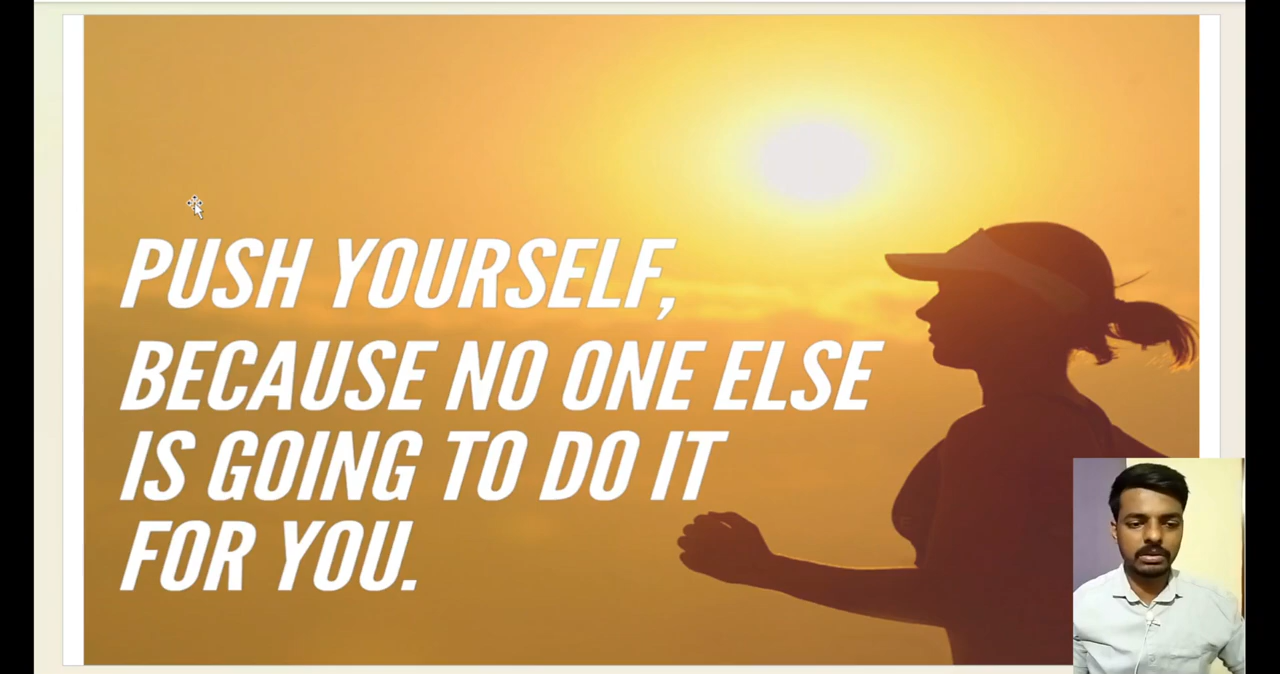 PUSH YOURSELF,
BECAUSE NO ONE ELSE
IS GOING TO DO IT
FOR YOU.